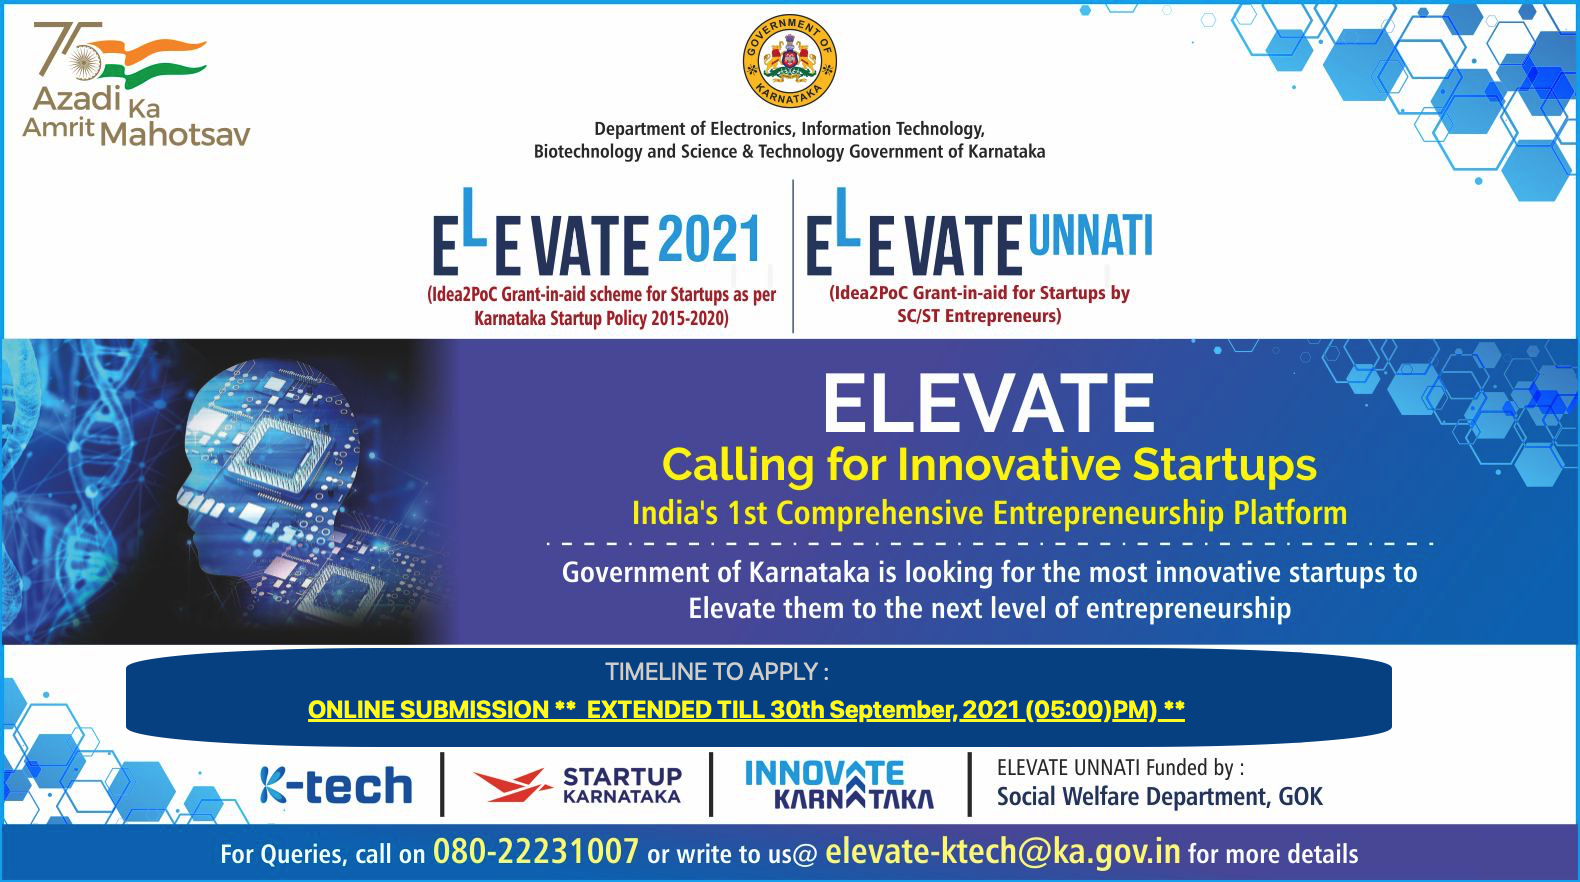 75
Azadi Ka
Amrit Mahotsav
GOVERNMENT OF
KARNATAKA
Department of Electronics, Information Technology,
Biotechnology and Science & Technology Government of Karnataka
ELEVATE 2021
(Idea2PoC Grant-in-aid scheme for Startups as per
Karnataka Startup Policy 2015-2020)
ELEVATE UNNATI
(Idea2PoC Grant-in-aid for Startups by
SC/ST Entrepreneurs)
ELEVATE
Calling for Innovative Startups
India's 1st Comprehensive Entrepreneurship Platform
Government of Karnataka is looking for the most innovative startups to
Elevate them to the next level of entrepreneurship
TIMELINE TO APPLY :
ONLINE SUBMISSION ** EXTENDED TILL 30th September, 2021 (05:00)PM) **
K-tech
STARTUP
KARNATAKA
INNOVATE
KARNATAKA
ELEVATE UNNATI Funded by :
Social Welfare Department, GOK
For Queries, call on 080-22231007 or write to us@ elevate-ktech@ka.gov.in for more details